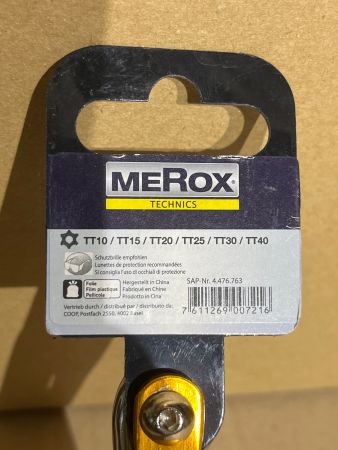 MEROX
TECHNICS
TT10 / TT15 / TT20 / TT25 / TT30 / TT40
Schutzbrille empfohlen
Lunettes de protection recommandées
Si consiglia l'uso di occhiali di protezione
SAP-Nr. 4.476.763
Folie
Film plastique
Pellicola
Hergestellt in China
Fabriqué en Chine
Prodotto in Cina
Vertrieb durch / distribué par / distribuito da:
COOP, Postfach 2550, 4002 Basel
7 611269 007216